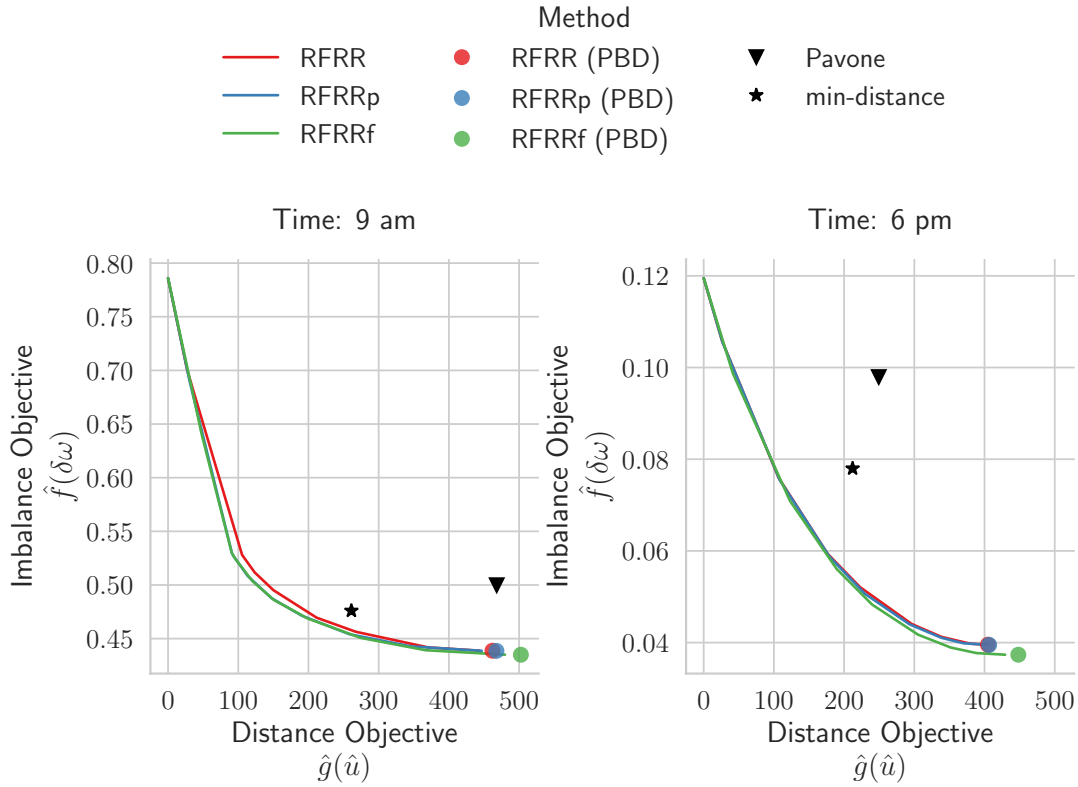 Method
RFRR
RFRRp
RFRRf
RFRR (PBD)
RFRRp (PBD)
RFRRf (PBD)
Pavone
min-distance
Time: 9 am
Imbalance Objective
f̂(δω)
0.80
0.75
0.70
0.65
0.60
0.55
0.50
0.45
0 100 200 300 400 500
Distance Objective
ĝ(û)
Time: 6 pm
Imbalance Objective
f̂(δω)
0.12
0.10
0.08
0.06
0.04
0 100 200 300 400 500
Distance Objective
ĝ(û)